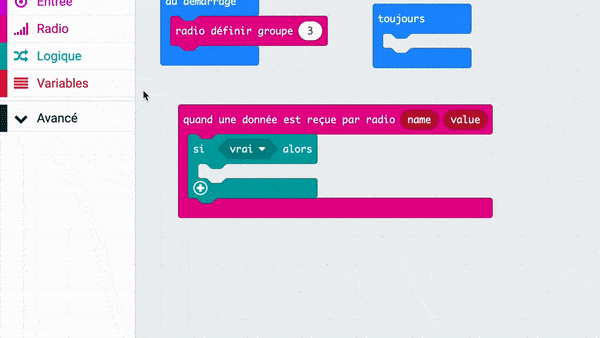 Entrée
Radio
Logique
Variables
Avancé
au démarrage
radio définir groupe 3
toujours
quand une donnée est reçue par radio name value
si vrai alors